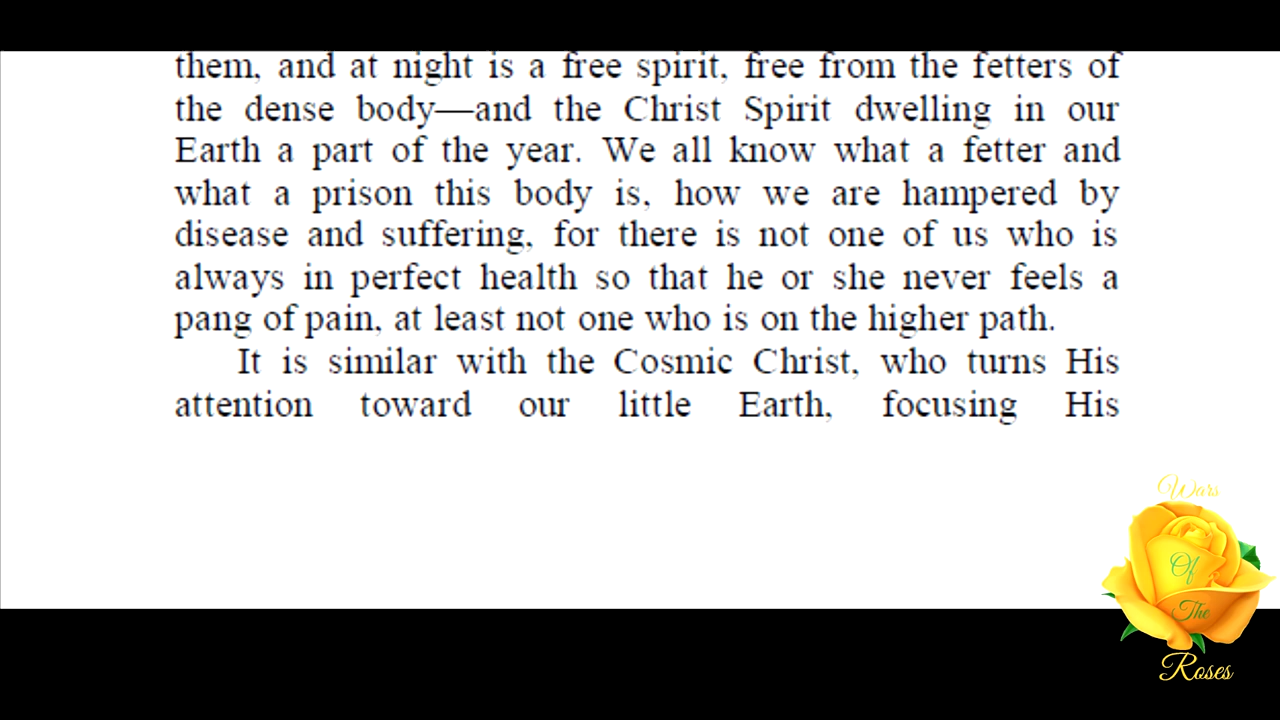 them, and at night is a free spirit, free from the fetters of
the dense body—and the Christ Spirit dwelling in our
Earth a part of the year. We all know what a fetter and
what a prison this body is, how we are hampered by
disease and suffering, for there is not one of us who is
always in perfect health so that he or she never feels a
pang of pain, at least not one who is on the higher path.
It is similar with the Cosmic Christ, who turns His
attention toward our little Earth, focusing His
Wars
Of
The
Roses